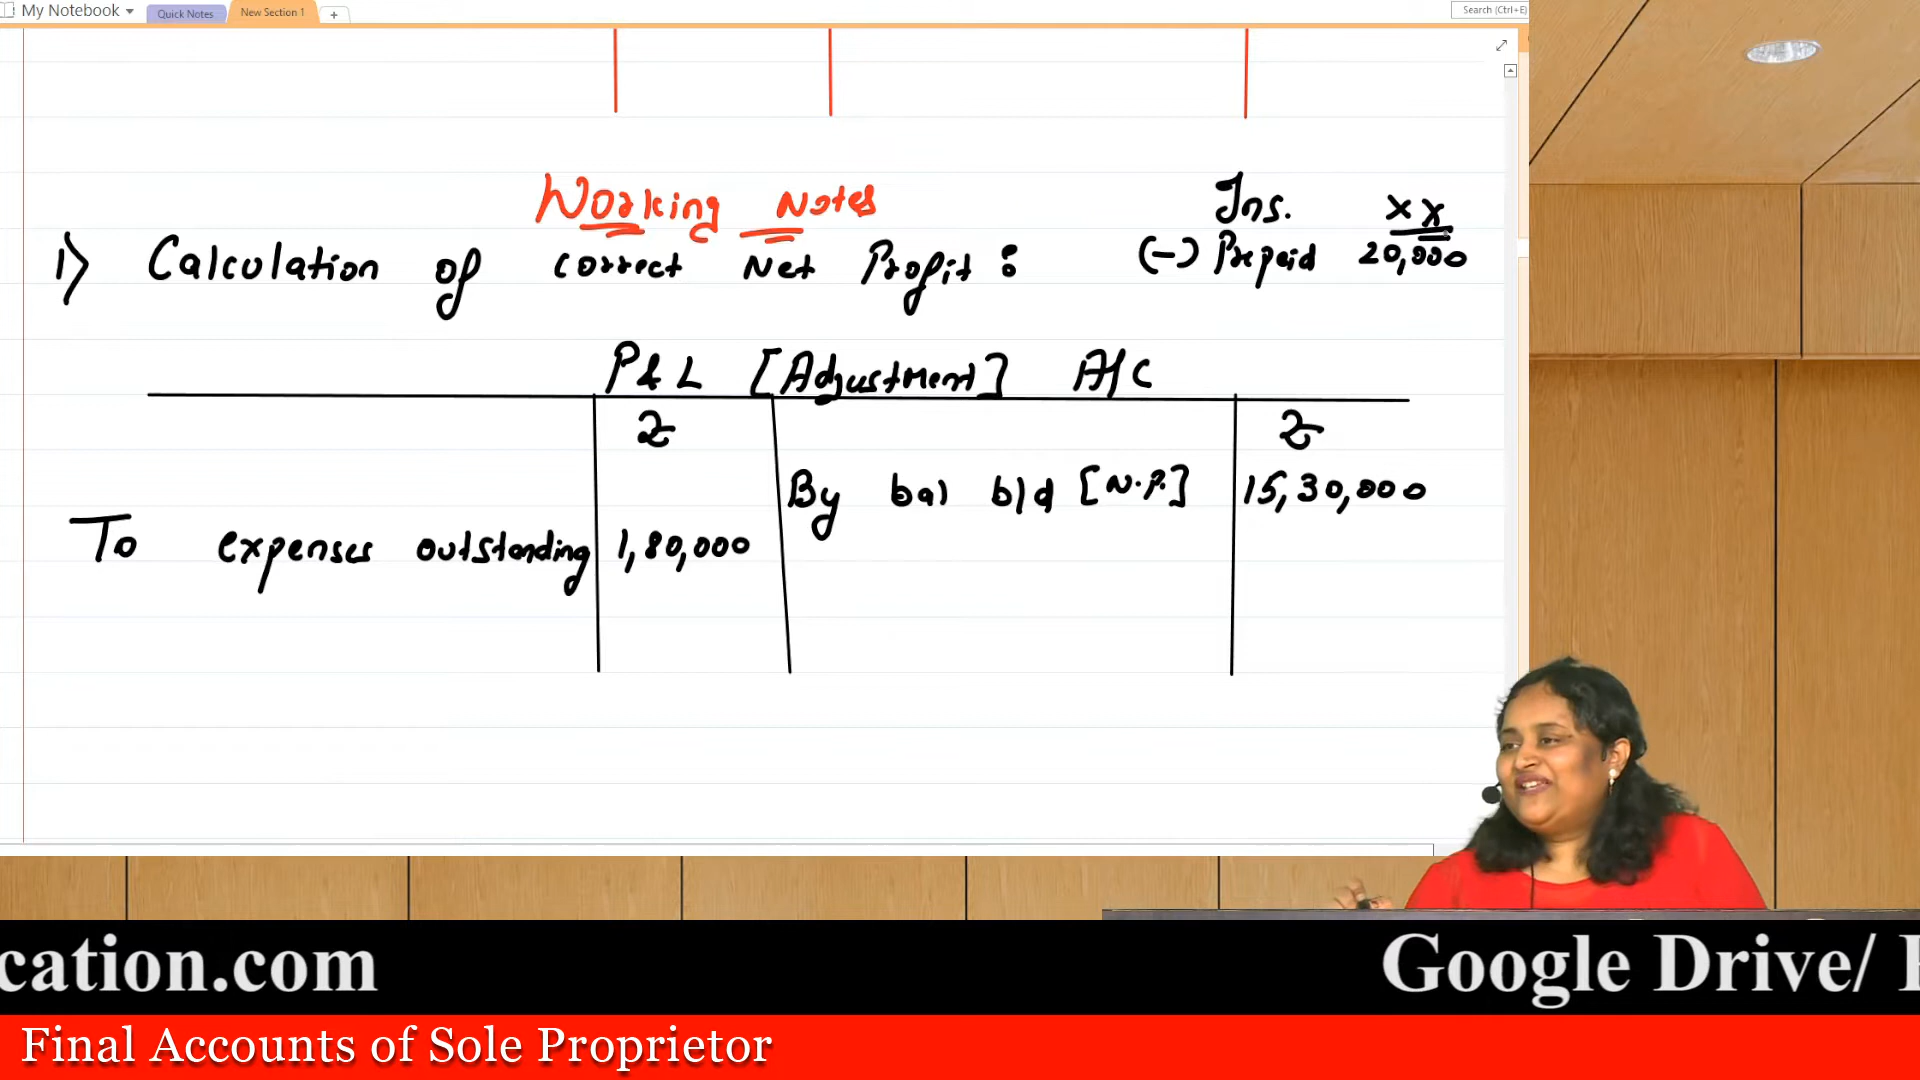 My Notebook
Quick Notes
New Section 1
+
Search (Ctrl+E)
Working Notes
Ins. xx
(-) Prepaid 20,000
1) Calculation of correct Net Profit :
P & L [Adjustment] A/C
₹ ₹
By bal b/d [N.P.] 15,30,000
To expenses outstanding 1,80,000
cation.com
Google Drive/
Final Accounts of Sole Proprietor